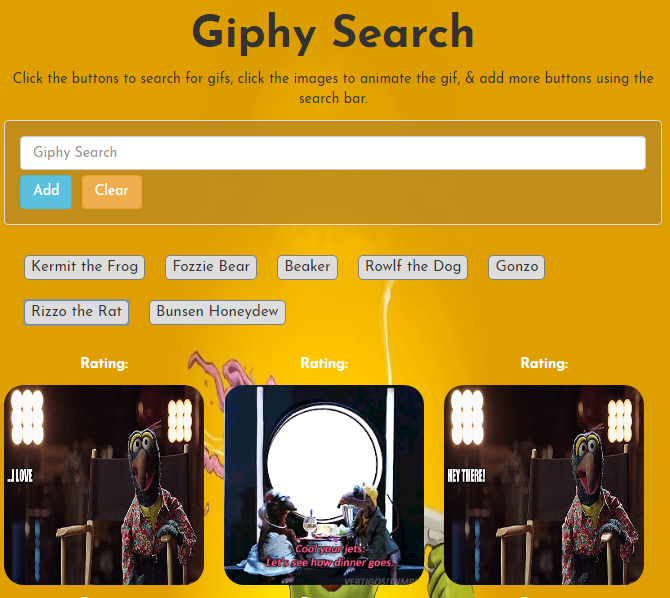 Giphy Search
Click the buttons to search for gifs, click the images to animate the gif, & add more buttons using the
search bar.
Giphy Search
Add Clear
Kermit the Frog Fozzie Bear Beaker Rowlf the Dog Gonzo
Rizzo the Rat Bunsen Honeydew
Rating: Rating: Rating:
..I LOVE
HEY THERE!
Cool your jets.
Let's see how dinner goes.